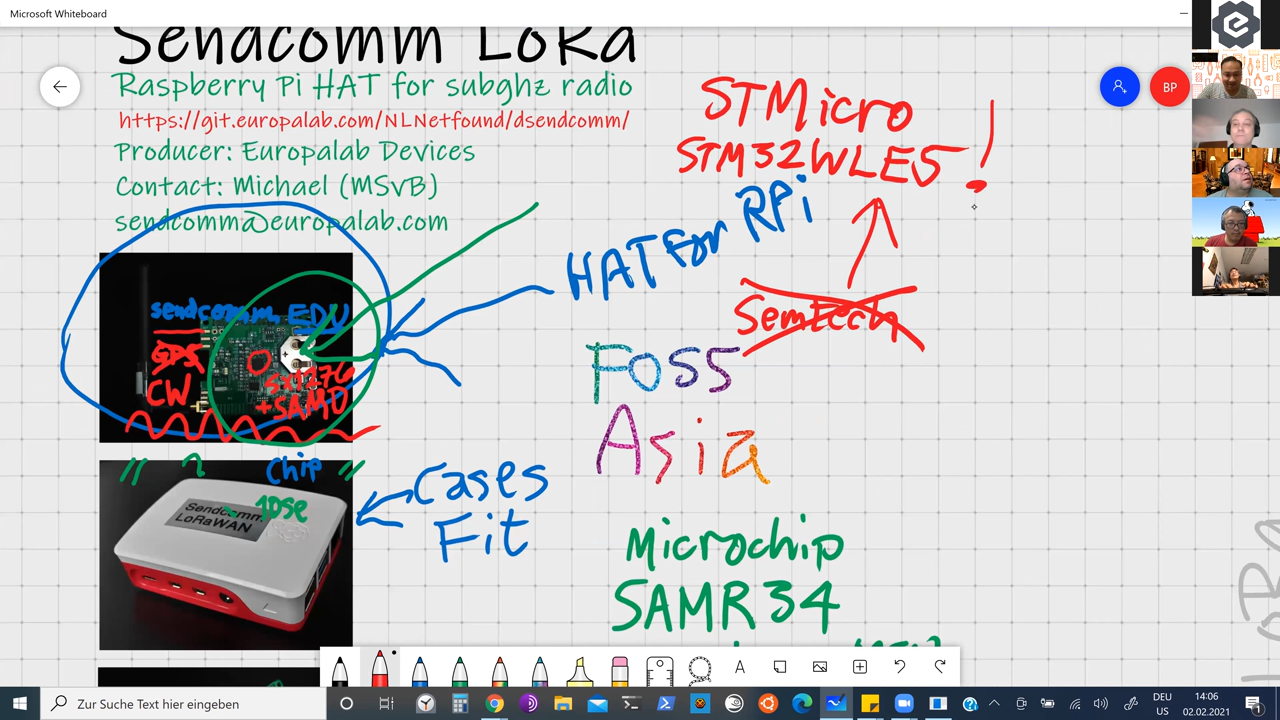 Microsoft Whiteboard
Sendcomm LoRa
Raspberry Pi HAT for subghz radio
https://git.europalab.com/NLNetfound/dsendcomm/
Producer: Europalab Devices
Contact: Michael (MSvB)
sendcomm@europalab.com
BP
STMicro
STM32WLE5 !
HAT for RPi
Semtech
sendcomm EDU
GPS
CW
SX1276
+SAMD
Foss
Asia
" ? Chip "
Sendcomm
LoRaWAN
Cases
Fit
Microchip
SAMR34
LoRa
A
Zur Suche Text hier eingeben
DEU
US
14:06
02.02.2021
1